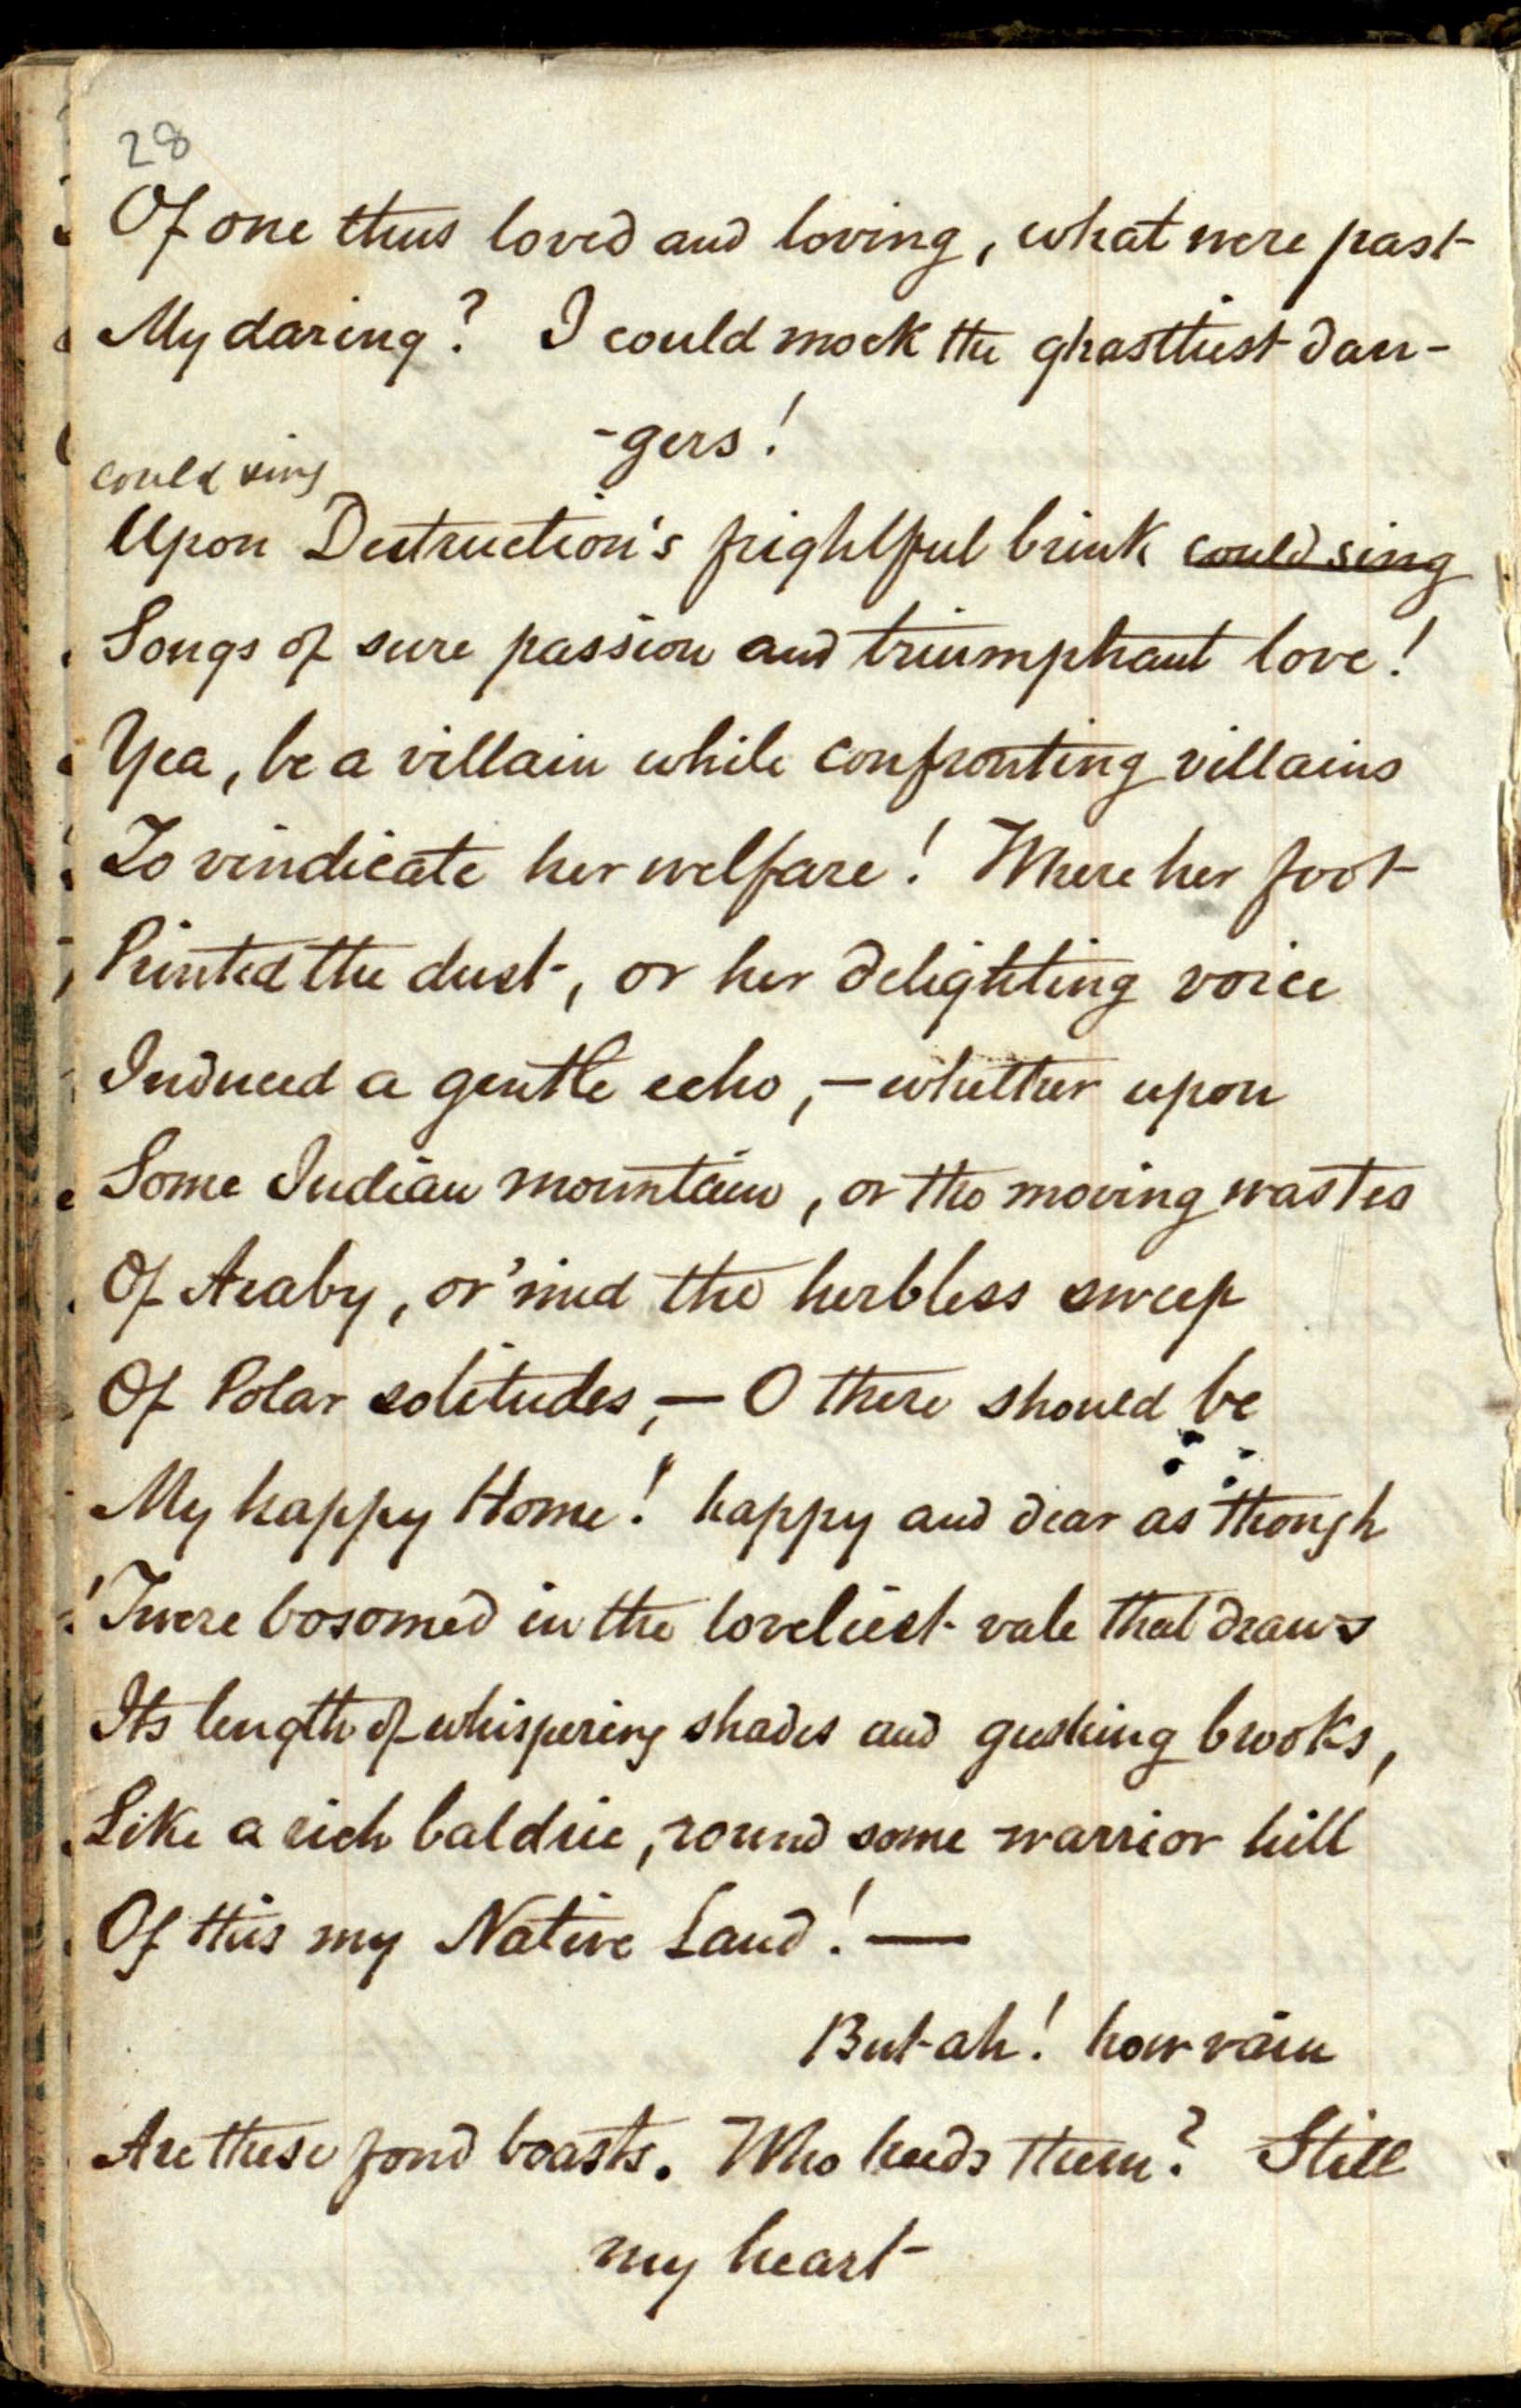 28
Of one thus loved and loving, what were past
My daring? I could mock the ghastliest dan-
-gers!
could sing
Upon Destruction's frightful brink could sing
Songs of sure passion and triumphant love!
Yea, be a villain while confronting villains
To vindicate her welfare! Where her foot
Printed the dust, or her delighting voice
Induced a gentle echo,—whether upon
Some Indian mountain, or the moving wastes
Of Araby, or 'mid the herbless sweep
Of Polar solitudes,— O there should be
My happy Home! happy and dear as though
'Twere bosomed in the loveliest vale that draws
Its length of whispering shades and gushing brooks,
Like a rich baldric, round some warrior hill
Of this my Native Land!—
But ah! how vain
Are these fond boasts. Who heeds them? Still
my heart